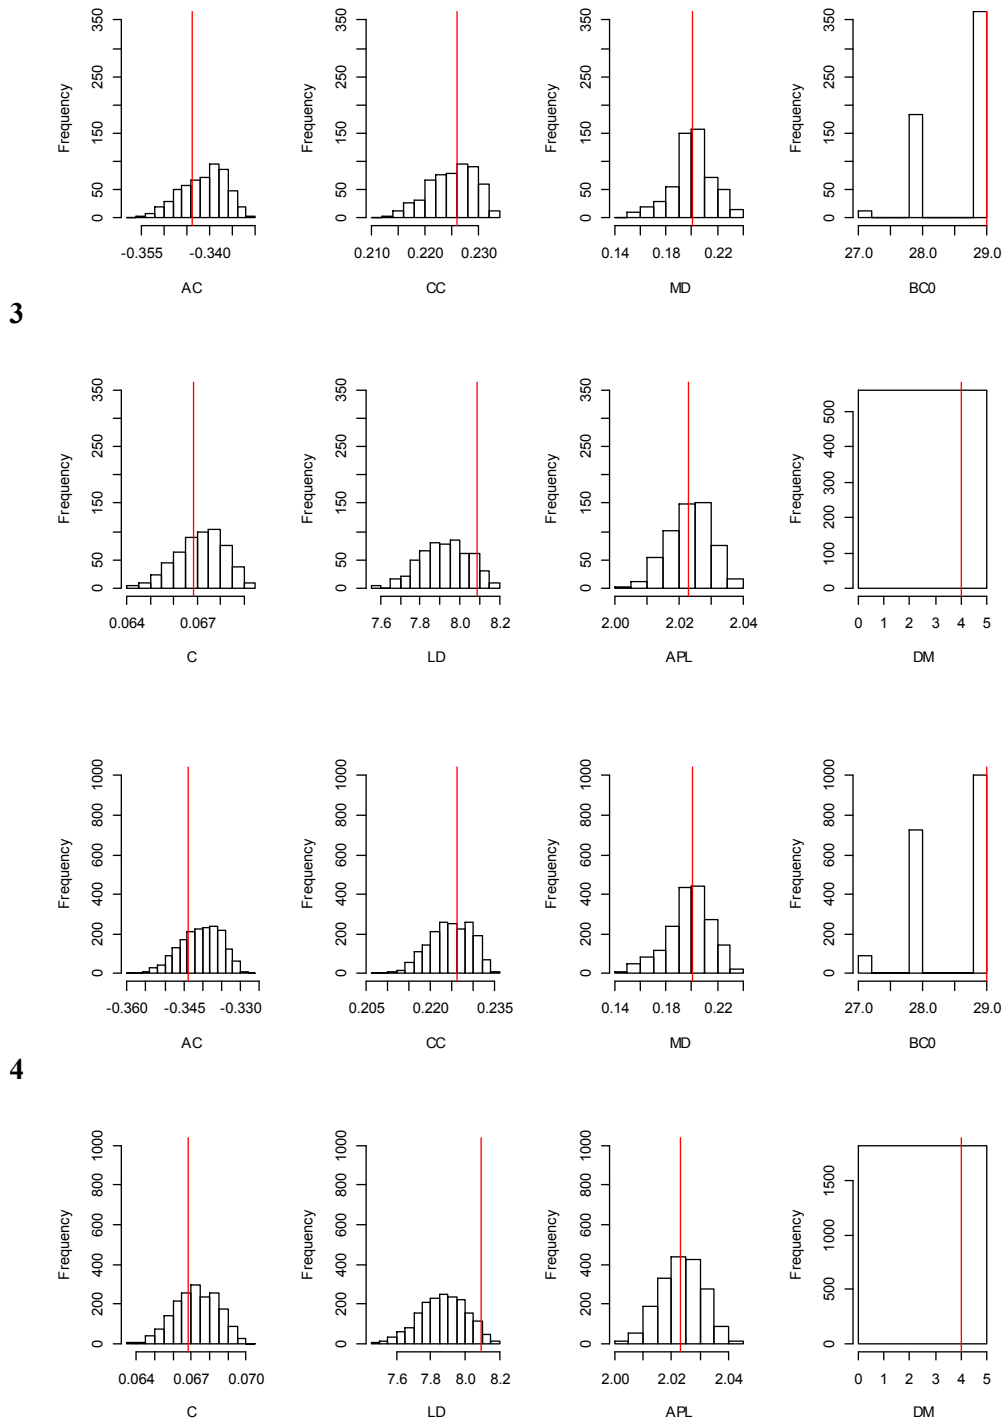 Frequency
350
250
150
50
0
-0.355 -0.340
AC
Frequency
350
250
150
50
0
0.210 0.220 0.230
CC
Frequency
350
250
150
50
0
0.14 0.18 0.22
MD
Frequency
350
250
150
50
0
27.0 28.0 29.0
BC0
3
Frequency
350
250
150
50
0
0.064 0.067
C
Frequency
350
250
150
50
0
7.6 7.8 8.0 8.2
LD
Frequency
350
250
150
50
0
2.00 2.02 2.04
APL
Frequency
500
400
300
200
100
0
0 1 2 3 4 5
DM
Frequency
1000
800
600
400
200
0
-0.360 -0.345 -0.330
AC
Frequency
1000
800
600
400
200
0
0.205 0.220 0.235
CC
Frequency
1000
800
600
400
200
0
0.14 0.18 0.22
MD
Frequency
1000
800
600
400
200
0
27.0 28.0 29.0
BC0
4
Frequency
1000
800
600
400
200
0
0.064 0.067 0.070
C
Frequency
1000
800
600
400
200
0
7.6 7.8 8.0 8.2
LD
Frequency
1000
800
600
400
200
0
2.00 2.02 2.04
APL
Frequency
1500
1000
500
0
0 1 2 3 4 5
DM